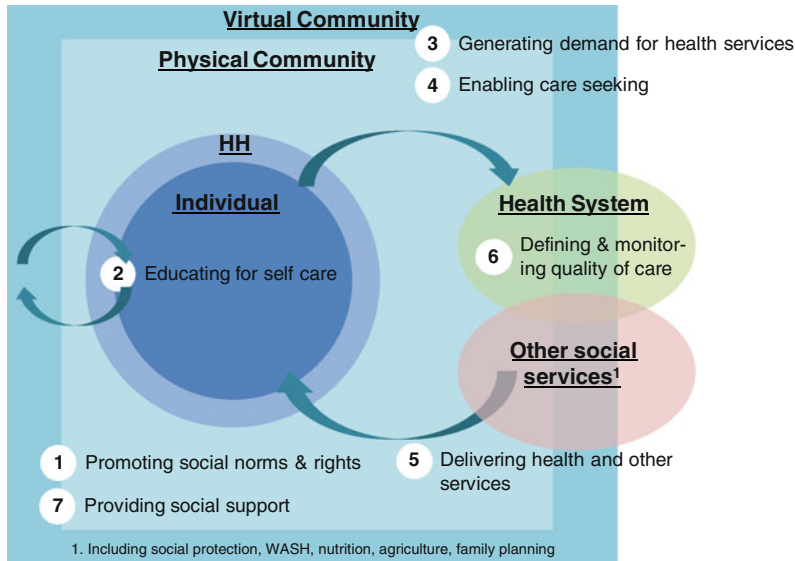 Virtual Community
Physical Community
3 Generating demand for health services
4 Enabling care seeking
HH
Individual
2 Educating for self care
Health System
6 Defining & monitor-
ing quality of care
Other social
services¹
1 Promoting social norms & rights
7 Providing social support
5 Delivering health and other
services
1. Including social protection, WASH, nutrition, agriculture, family planning